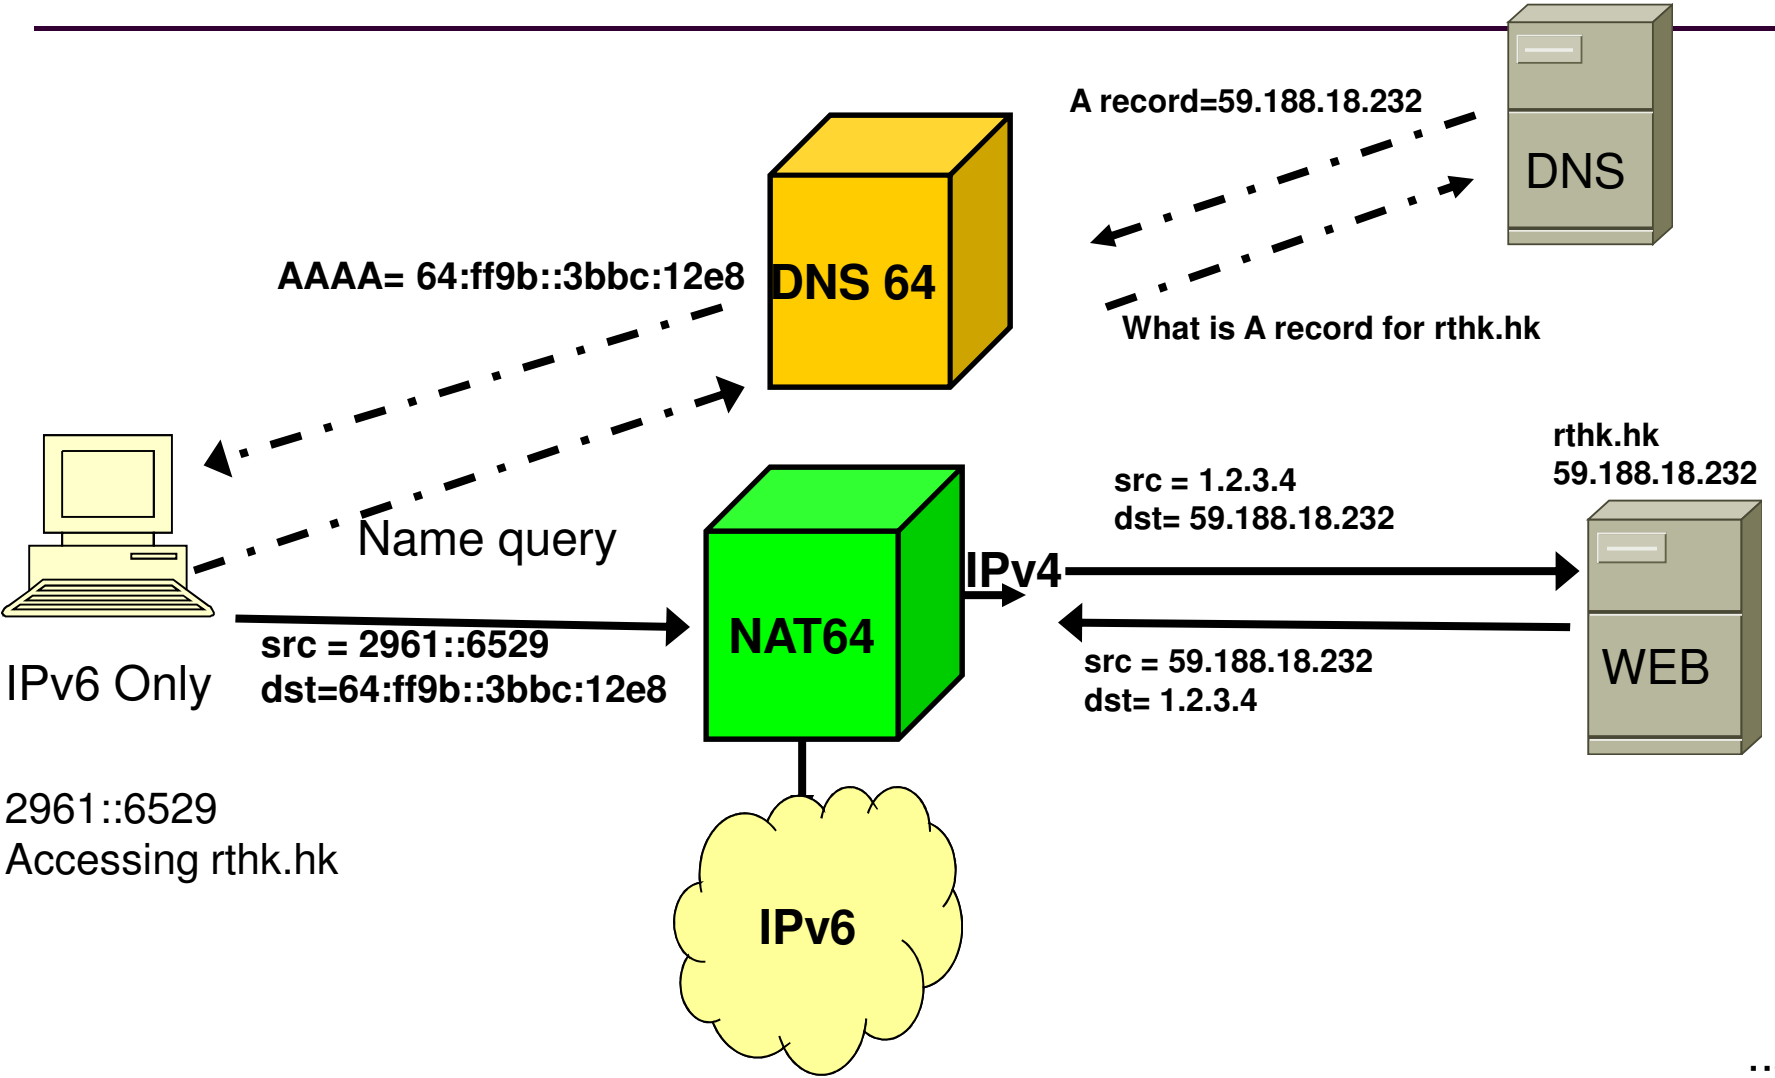 A record=59.188.18.232
DNS
AAAA= 64:ff9b::3bbc:12e8
DNS 64
What is A record for rthk.hk
rthk.hk
59.188.18.232
src = 1.2.3.4
dst= 59.188.18.232
Name query
IPv4
NAT64
src = 2961::6529
dst=64:ff9b::3bbc:12e8
IPv6 Only
src = 59.188.18.232
dst= 1.2.3.4
WEB
2961::6529
Accessing rthk.hk
IPv6
..